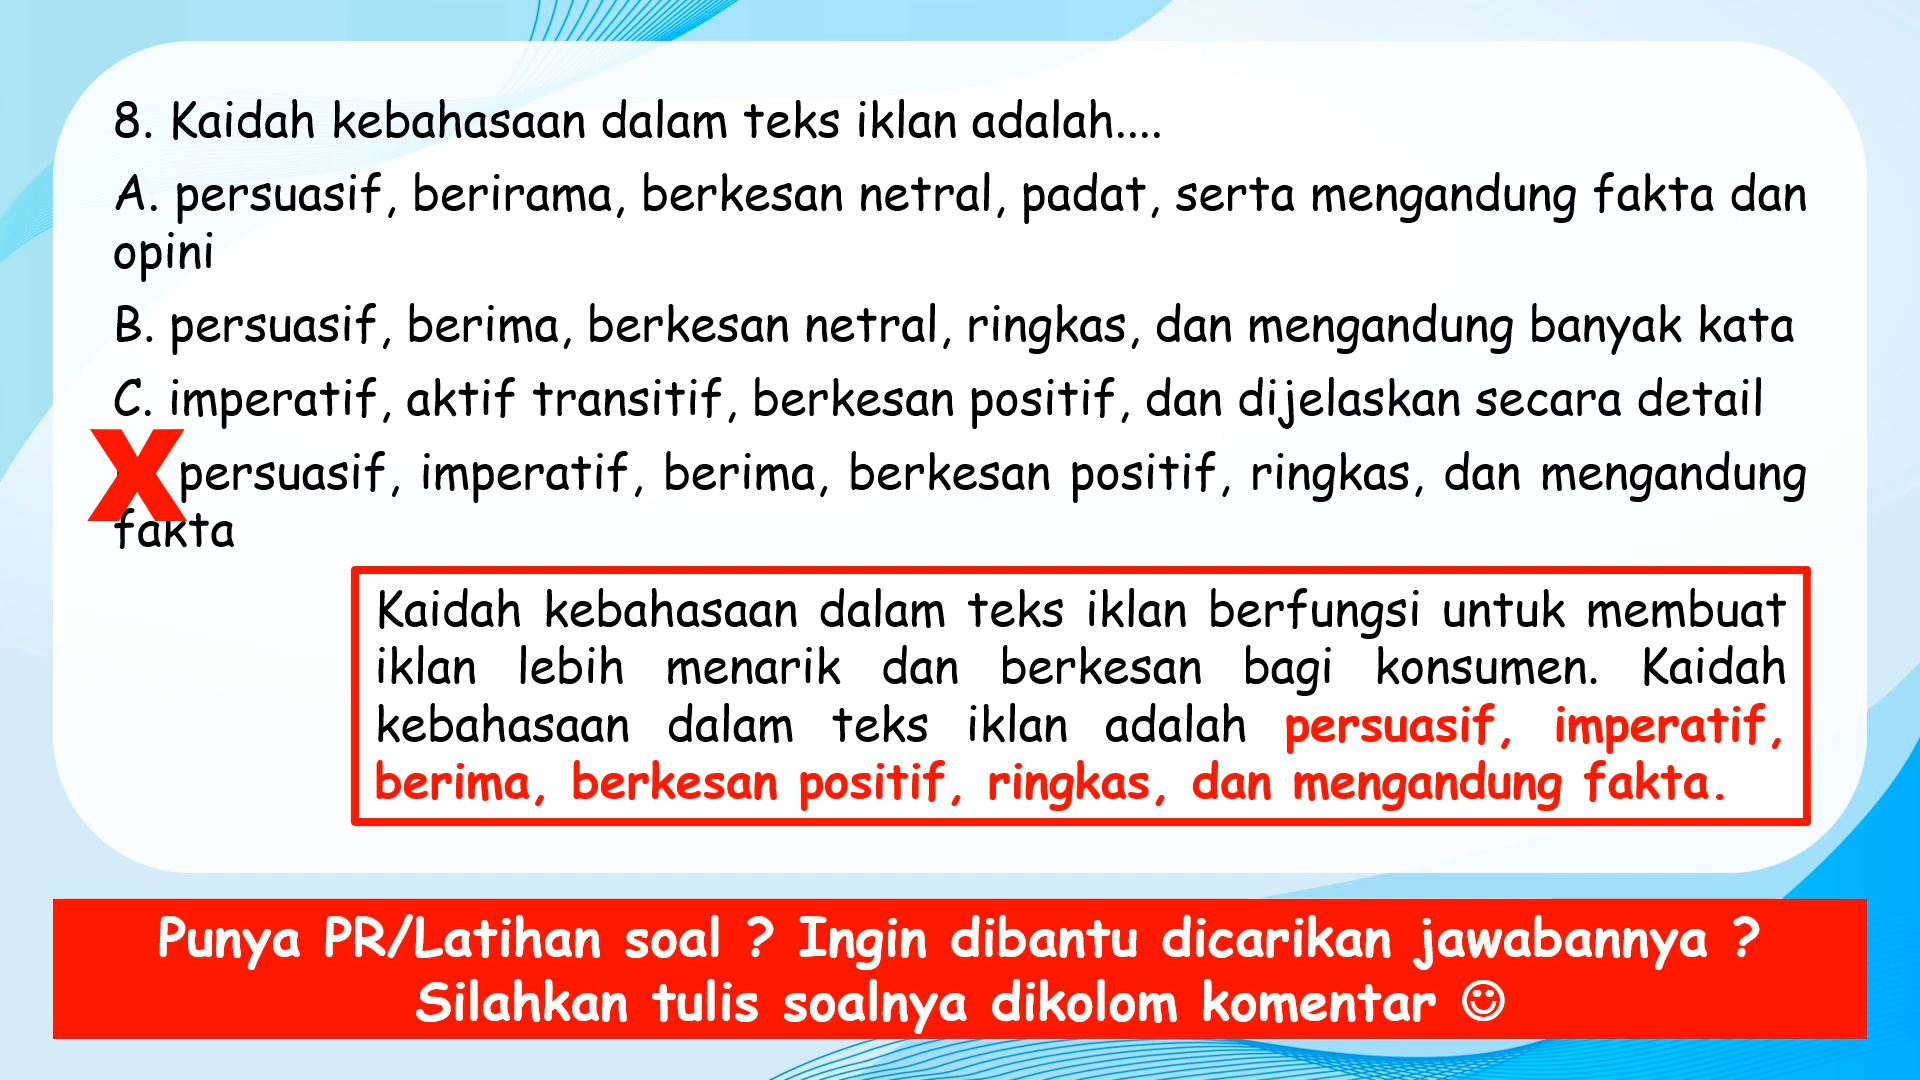 8. Kaidah kebahasaan dalam teks iklan adalah....
A. persuasif, berirama, berkesan netral, padat, serta mengandung fakta dan
opini
B. persuasif, berima, berkesan netral, ringkas, dan mengandung banyak kata
C. imperatif, aktif transitif, berkesan positif, dan dijelaskan secara detail
X persuasif, imperatif, berima, berkesan positif, ringkas, dan mengandung
fakta
Kaidah kebahasaan dalam teks iklan berfungsi untuk membuat
iklan lebih menarik dan berkesan bagi konsumen. Kaidah
kebahasaan dalam teks iklan adalah persuasif, imperatif,
berima, berkesan positif, ringkas, dan mengandung fakta.
Punya PR/Latihan soal ? Ingin dibantu dicarikan jawabannya ?
Silahkan tulis soalnya dikolom komentar ☺